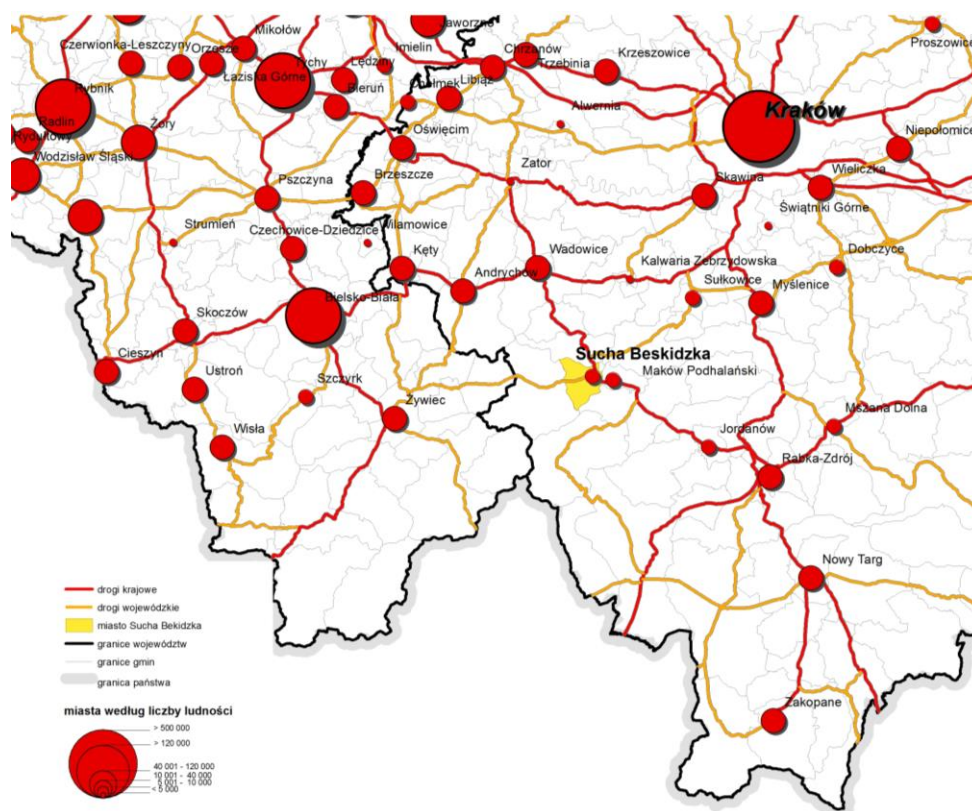 Jaworzno
Mikołów
Czerwionka-Leszczyny
Orzesze
Imielin
Chrzanów
Krzeszowice
Proszowice
Tychy
Lędziny
Trzebinia
Łaziska Górne
Rybnik
Bieruń
Chełmek
Libiąż
Kraków
Alwernia
Radlin
Rydułtowy
Żory
Oświęcim
Niepołomice
Wodzisław Śląski
Zator
Pszczyna
Brzeszcze
Skawina
Wieliczka
Świątniki Górne
Strumień
Czechowice-Dziedzice
Wilamowice
Kęty
Wadowice
Kalwaria Zebrzydowska
Dobczyce
Andrychów
Sułkowice
Myślenice
Bielsko-Biała
Skoczów
Cieszyn
Ustroń
Szczyrk
Sucha Beskidzka
Maków Podhalański
Żywiec
Mszana Dolna
Wisła
Jordanów
Rabka-Zdrój
Nowy Targ
Zakopane
drogi krajowe
drogi wojewódzkie
miasto Sucha Bekidzka
granice województw
granice gmin
granica państwa
miasta według liczby ludności
> 500 000
> 120 000
40 001 - 120 000
10 001 - 40 000
5 001 - 10 000
< 5 000